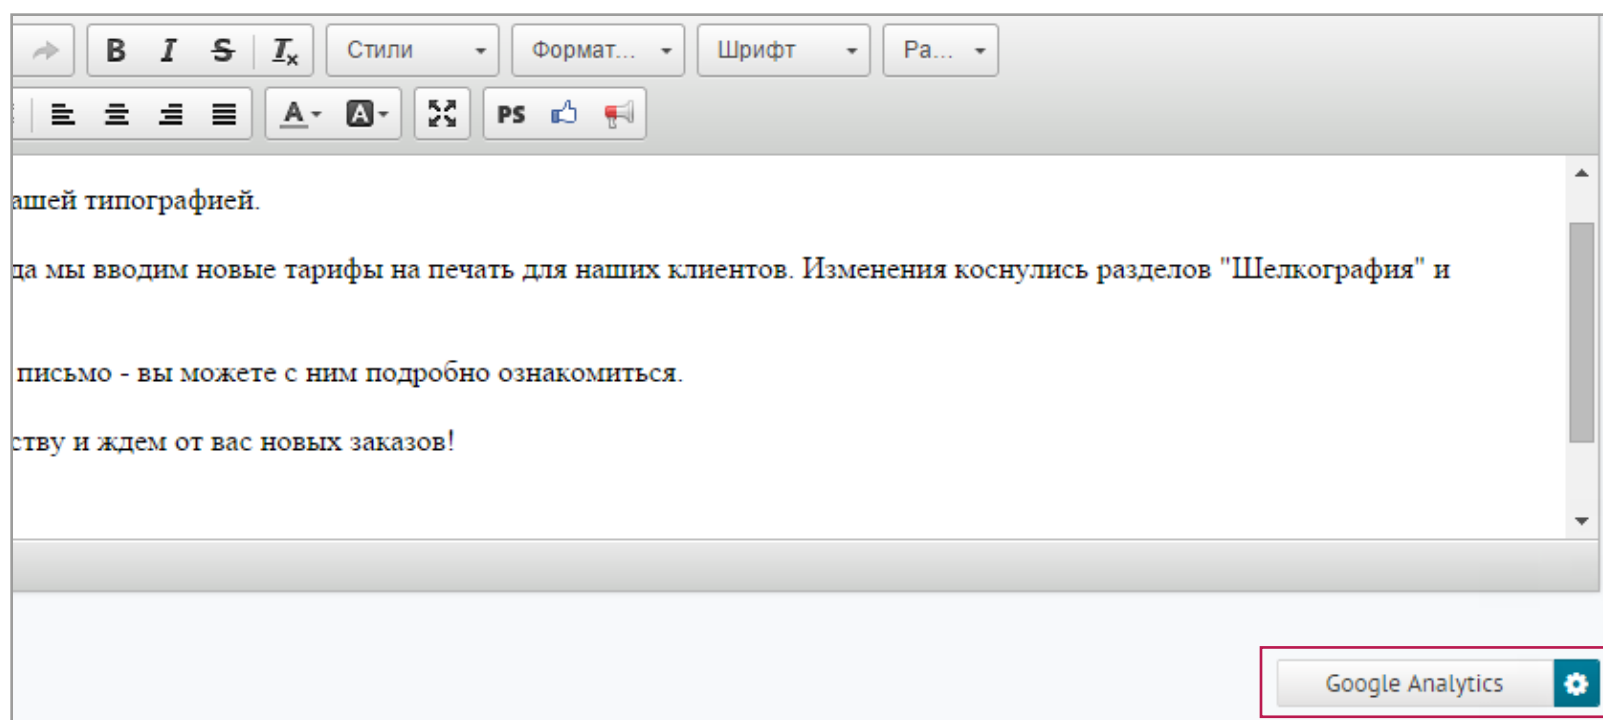 B I S Tx Стили Формат... Шрифт Ра...
A A PS
ашей типографией.
да мы вводим новые тарифы на печать для наших клиентов. Изменения коснулись разделов "Шелкография" и
письмо - вы можете с ним подробно ознакомиться.
ству и ждем от вас новых заказов!
Google Analytics